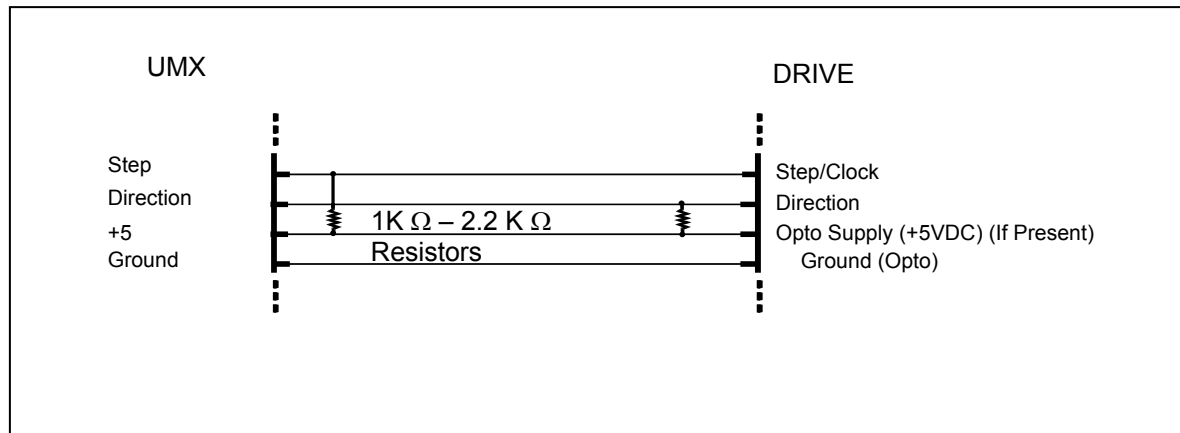 UMX
DRIVE
Step
Direction
+5
Ground
1K Ω – 2.2 K Ω
Resistors
Step/Clock
Direction
Opto Supply (+5VDC) (If Present)
Ground (Opto)